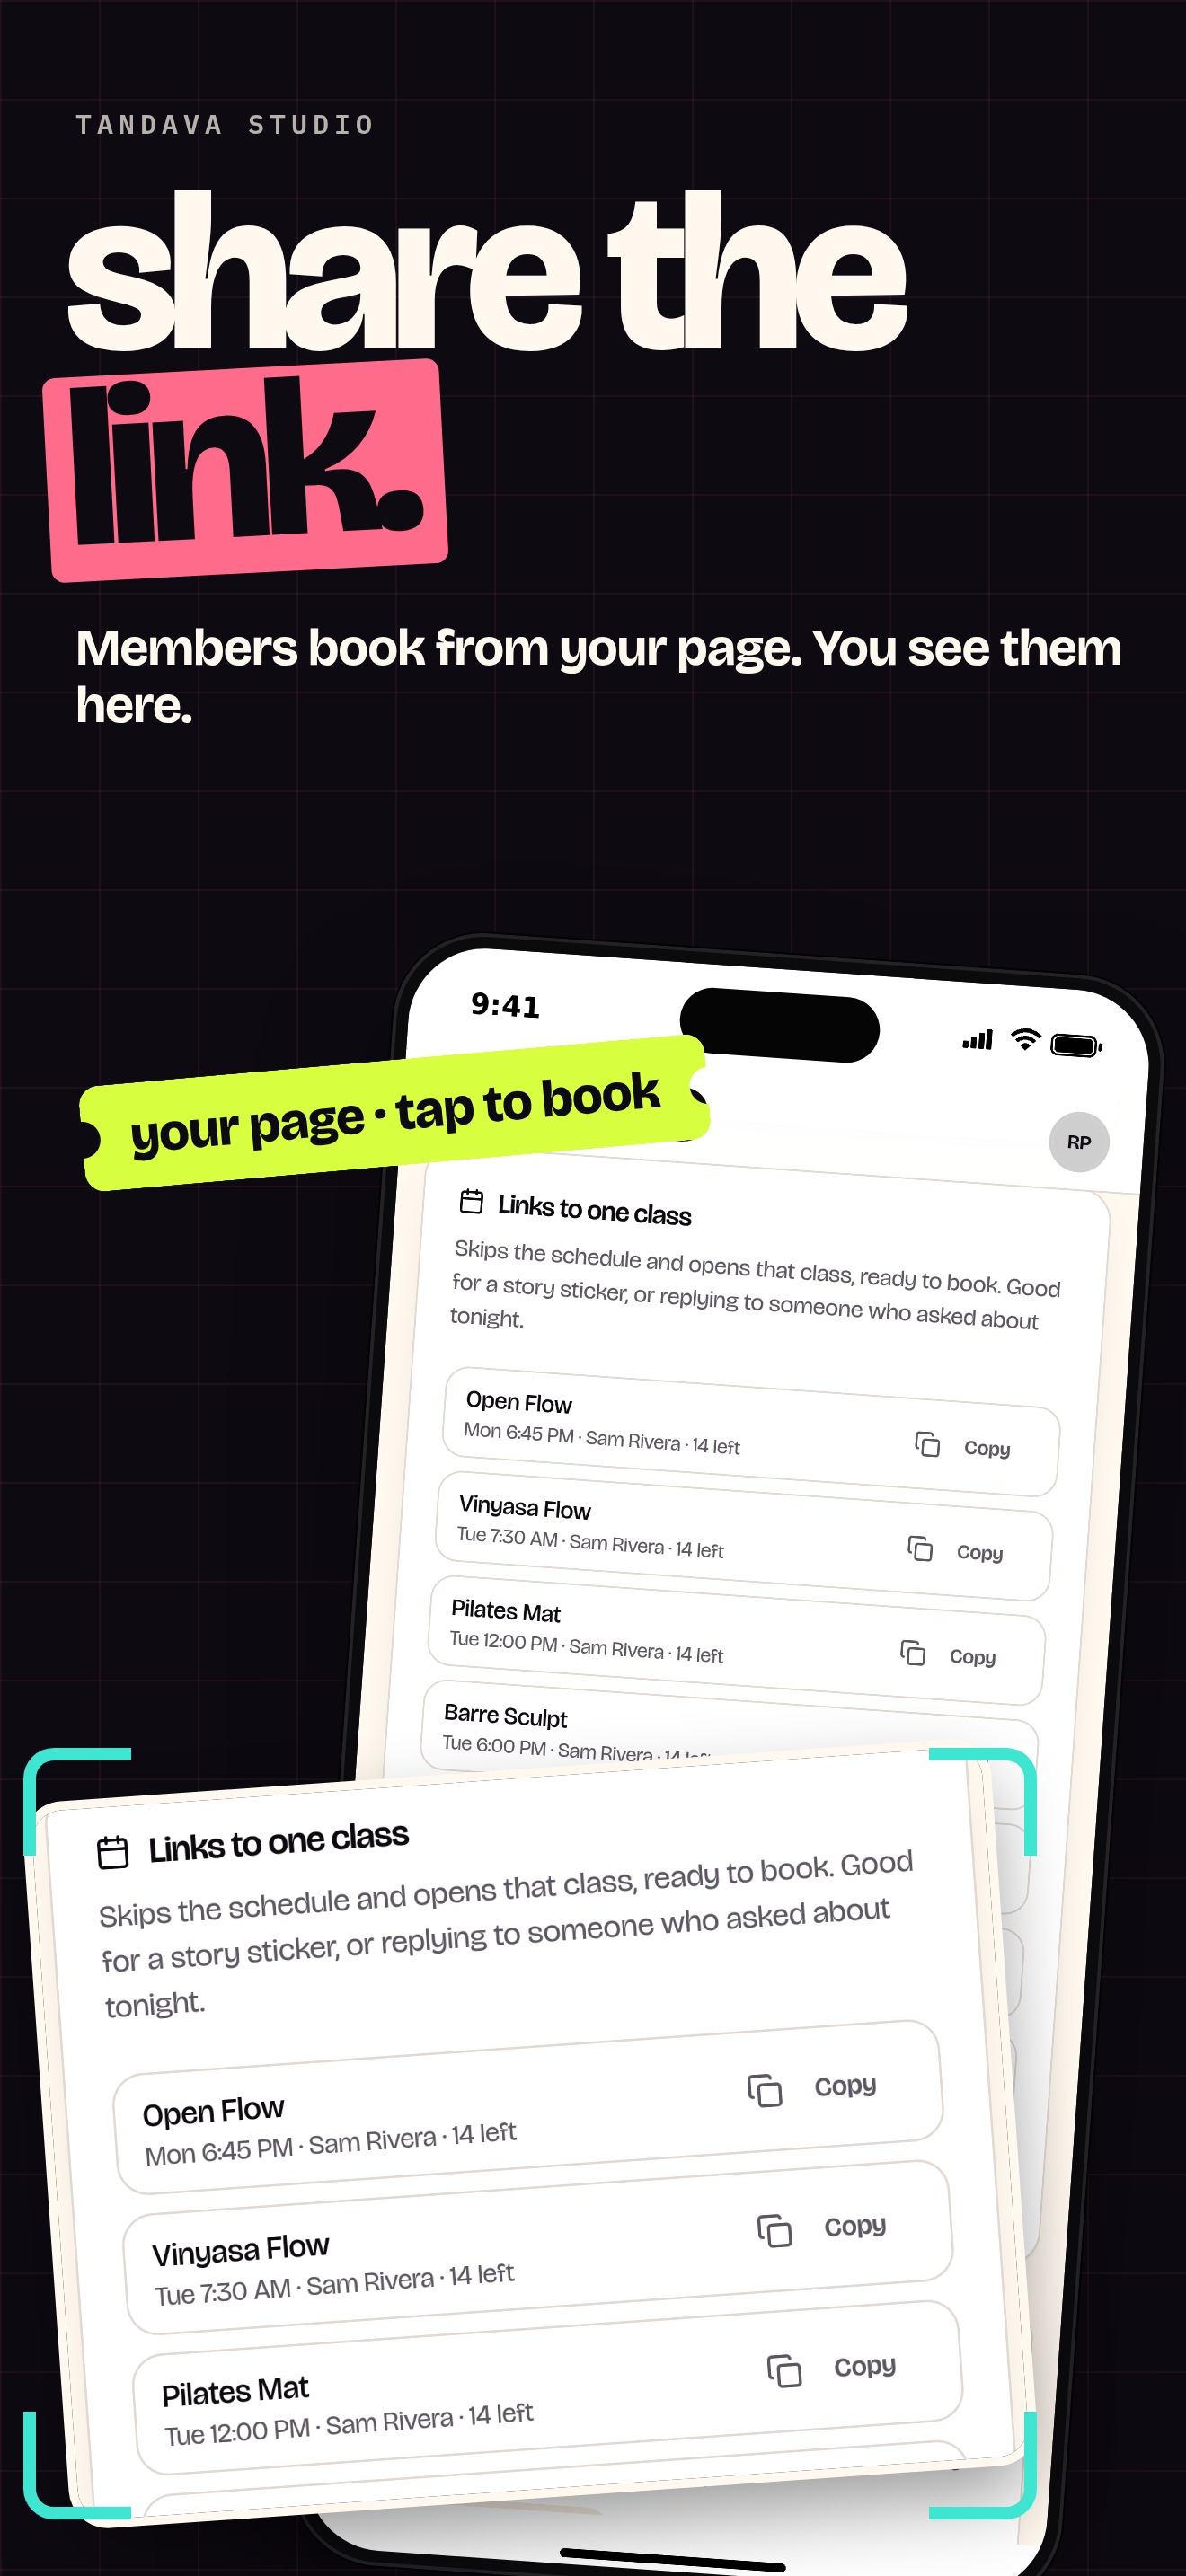 TANDAVA STUDIO
share the
link.
Members book from your page. You see them
here.
9:41
your page · tap to book
RP
Links to one class
Skips the schedule and opens that class, ready to book. Good
for a story sticker, or replying to someone who asked about
tonight.
Open Flow
Mon 6:45 PM · Sam Rivera · 14 left
Copy
Vinyasa Flow
Tue 7:30 AM · Sam Rivera · 14 left
Copy
Pilates Mat
Tue 12:00 PM · Sam Rivera · 14 left
Copy
Barre Sculpt
Tue 6:00 PM · Sam Rivera · 14 left
Links to one class
Skips the schedule and opens that class, ready to book. Good
for a story sticker, or replying to someone who asked about
tonight.
Open Flow
Mon 6:45 PM · Sam Rivera · 14 left
Copy
Vinyasa Flow
Tue 7:30 AM · Sam Rivera · 14 left
Copy
Pilates Mat
Tue 12:00 PM · Sam Rivera · 14 left
Copy